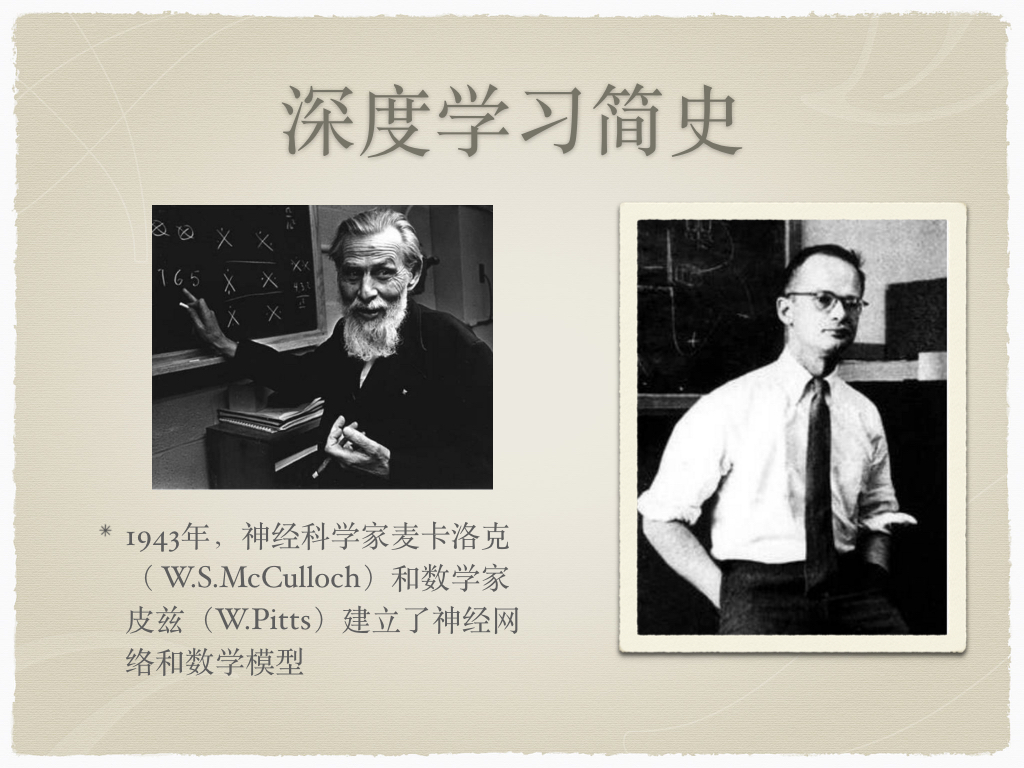 深度学习简史
165
1943年，神经科学家麦卡洛克
（ W.S.McCulloch）和数学家
皮兹（W.Pitts）建立了神经网
络和数学模型